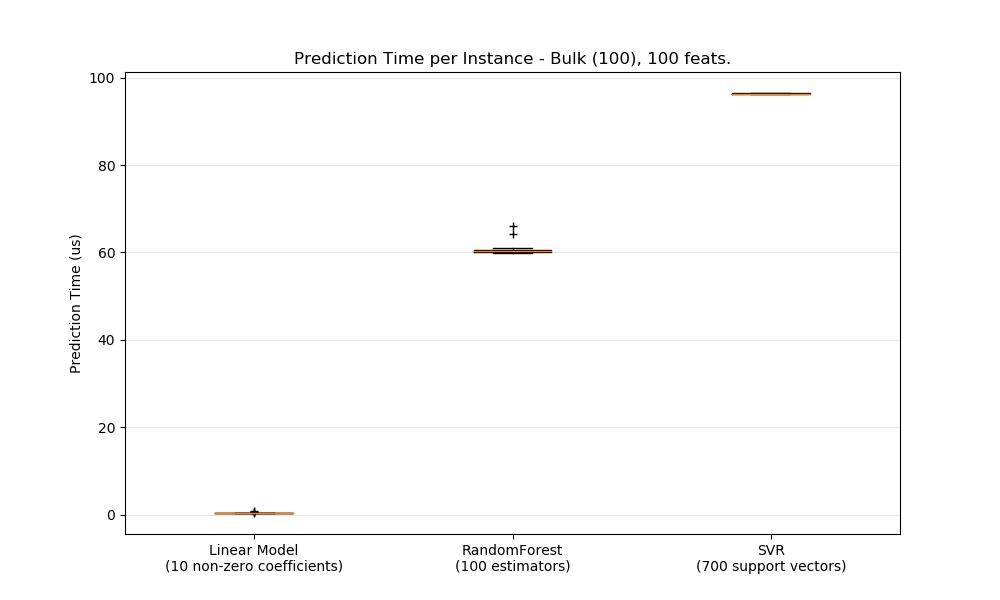 Prediction Time per Instance - Bulk (100), 100 feats.
100
80
60
40
20
0
Prediction Time (us)
Linear Model
(10 non-zero coefficients)
RandomForest
(100 estimators)
SVR
(700 support vectors)